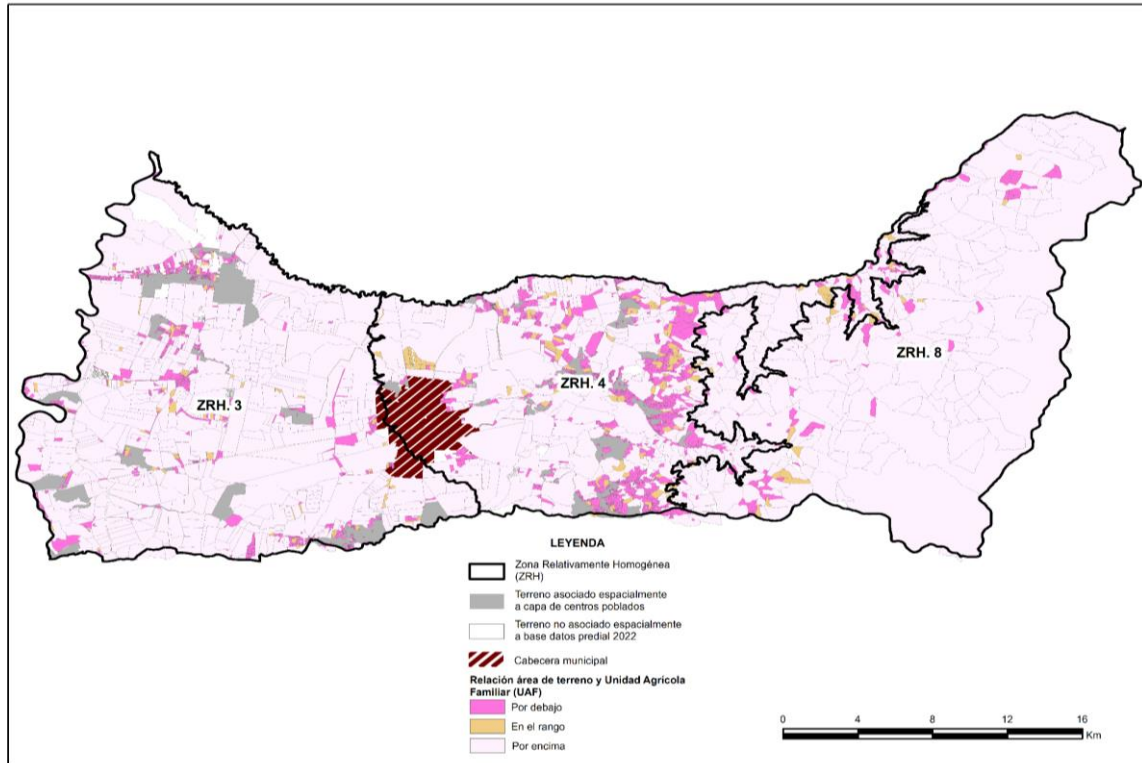 ZRH. 8
ZRH. 4
ZRH. 3
LEYENDA
Zona Relativamente Homogénea
(ZRH)
Terreno asociado espacialmente
a capa de centros poblados
Terreno no asociado espacialmente
a base datos predial 2022
Cabecera municipal
Relación área de terreno y Unidad Agrícola
Familiar (UAF)
Por debajo
En el rango
Por encima
0 4 8 12 16
Km